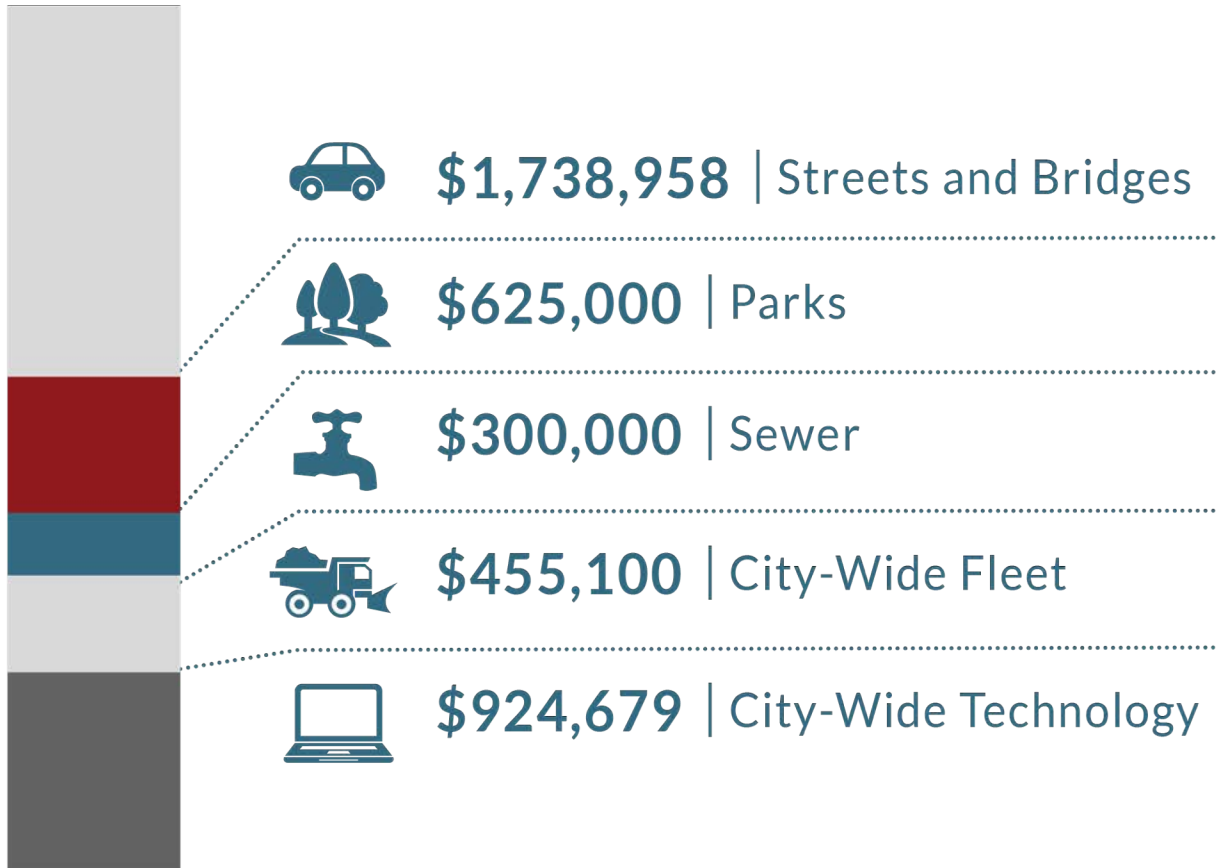 $1,738,958 | Streets and Bridges
$625,000 | Parks
$300,000 | Sewer
$455,100 | City-Wide Fleet
$924,679 | City-Wide Technology